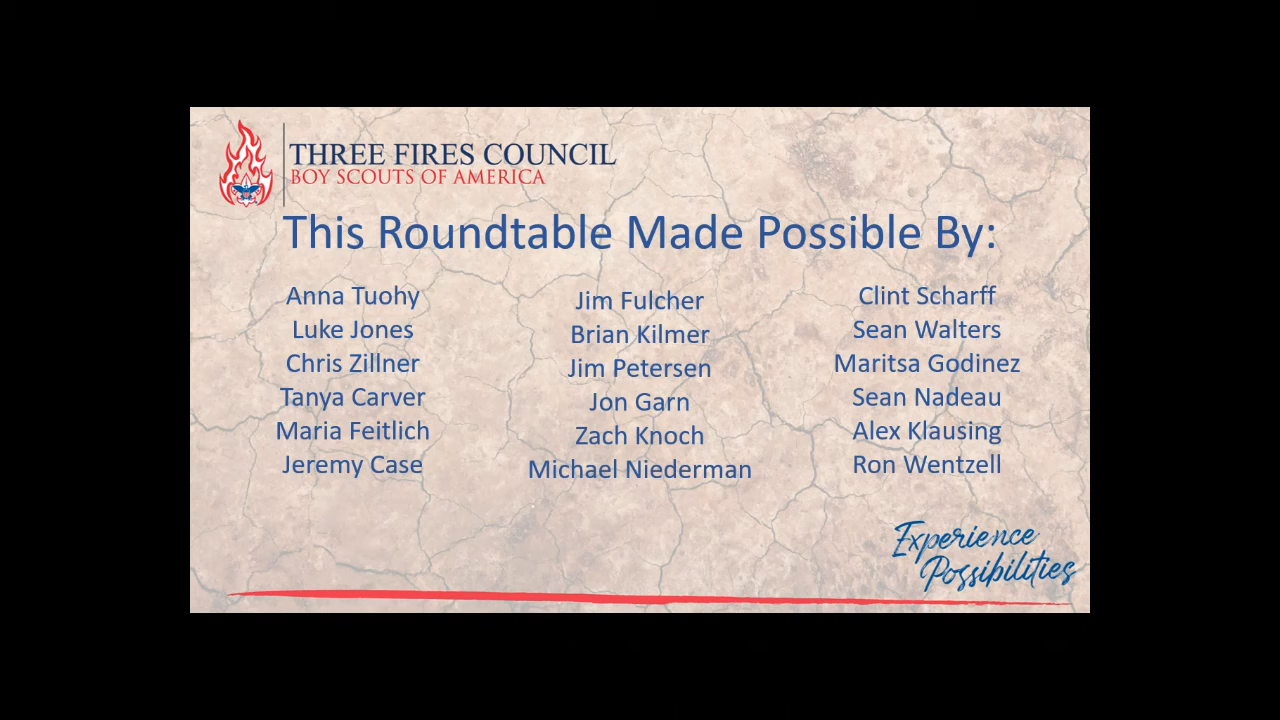 THREE FIRES COUNCIL
BOY SCOUTS OF AMERICA
This Roundtable Made Possible By:
Anna Tuohy
Luke Jones
Chris Zillner
Tanya Carver
Maria Feitlich
Jeremy Case
Jim Fulcher
Brian Kilmer
Jim Petersen
Jon Garn
Zach Knoch
Michael Niederman
Clint Scharff
Sean Walters
Maritsa Godinez
Sean Nadeau
Alex Klausing
Ron Wentzell
Experience
Possibilities